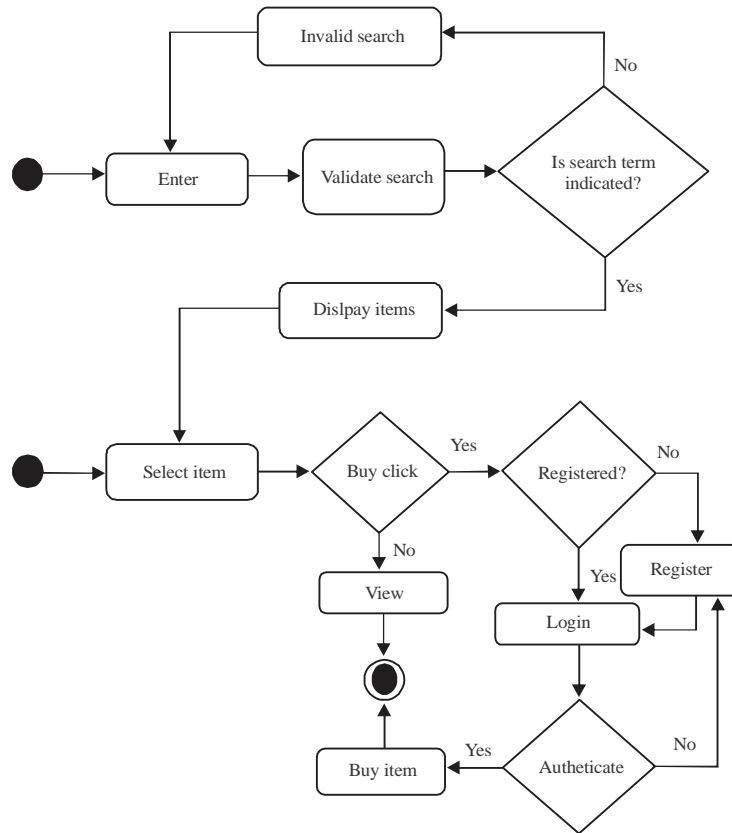 Invalid search
No
Enter
Validate search
Is search term
indicated?
Yes
Dislpay items
Select item
Buy click
Yes
Registered?
No
No
View
Yes
Register
Login
Buy item
Yes
Autheticate
No